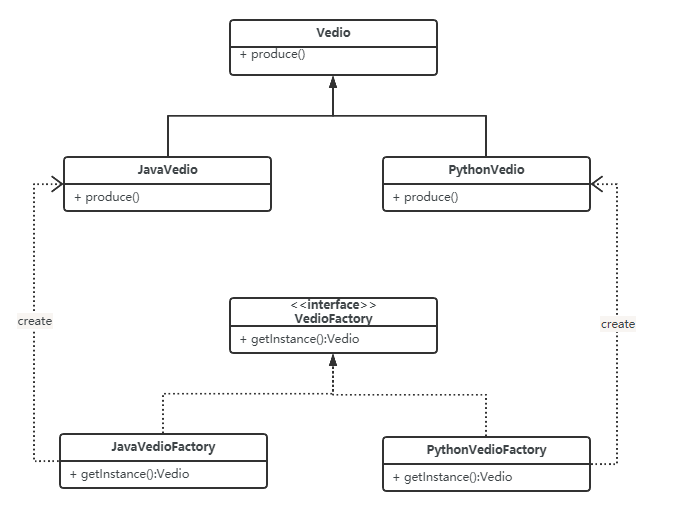 Vedio
+ produce()
JavaVedio
+ produce()
PythonVedio
+ produce()
<<interface>>
VedioFactory
+ getInstance():Vedio
create
create
JavaVedioFactory
+ getInstance():Vedio
PythonVedioFactory
+ getInstance():Vedio